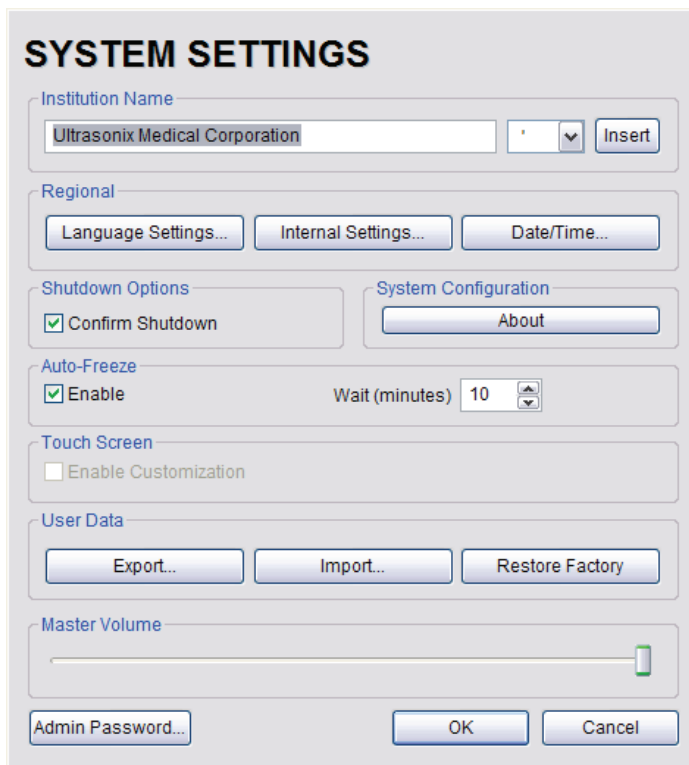 SYSTEM SETTINGS
Institution Name
Ultrasonix Medical Corporation ' Insert
Regional
Language Settings... Internal Settings... Date/Time...
Shutdown Options System Configuration
Confirm Shutdown About
Auto-Freeze
Enable Wait (minutes) 10
Touch Screen
Enable Customization
User Data
Export... Import... Restore Factory
Master Volume
Admin Password... OK Cancel